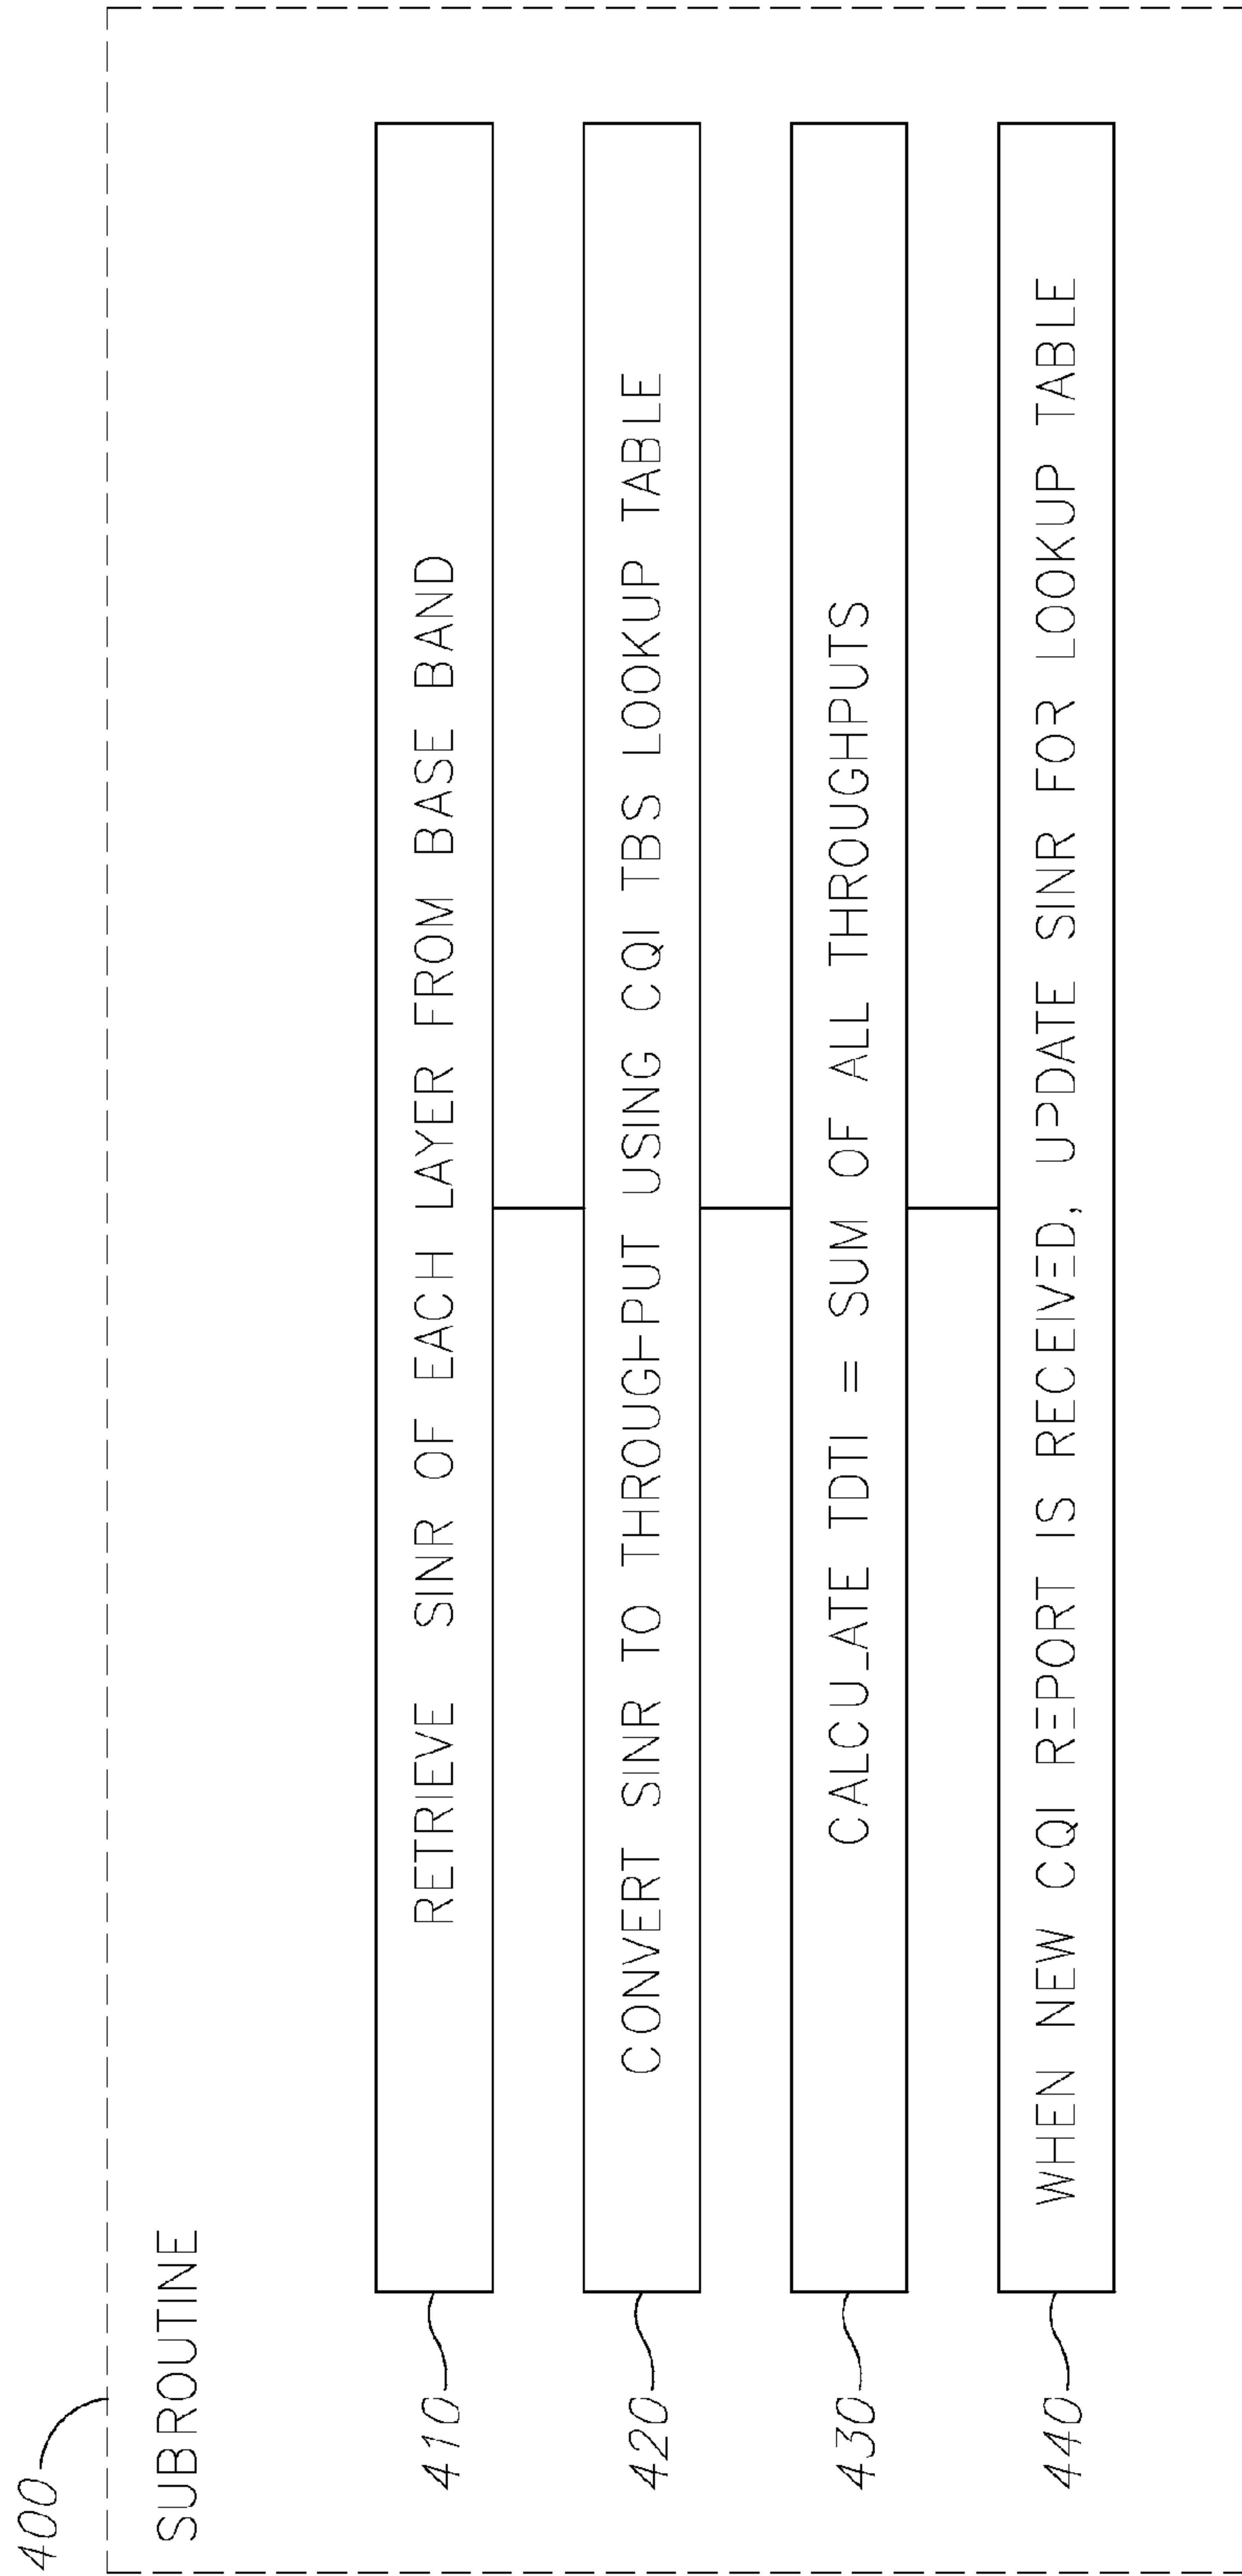 400
SUBROUTINE
410
RETRIEVE SINR OF EACH LAYER FROM BASE BAND
420
CONVERT SINR TO THROUGHPUT USING CQI TBS LOOKUP TABLE
430
CALCULATE TDTI = SUM OF ALL THROUGHPUTS
440
WHEN NEW CQI REPORT IS RECEIVED, UPDATE SINR FOR LOOKUP TABLE